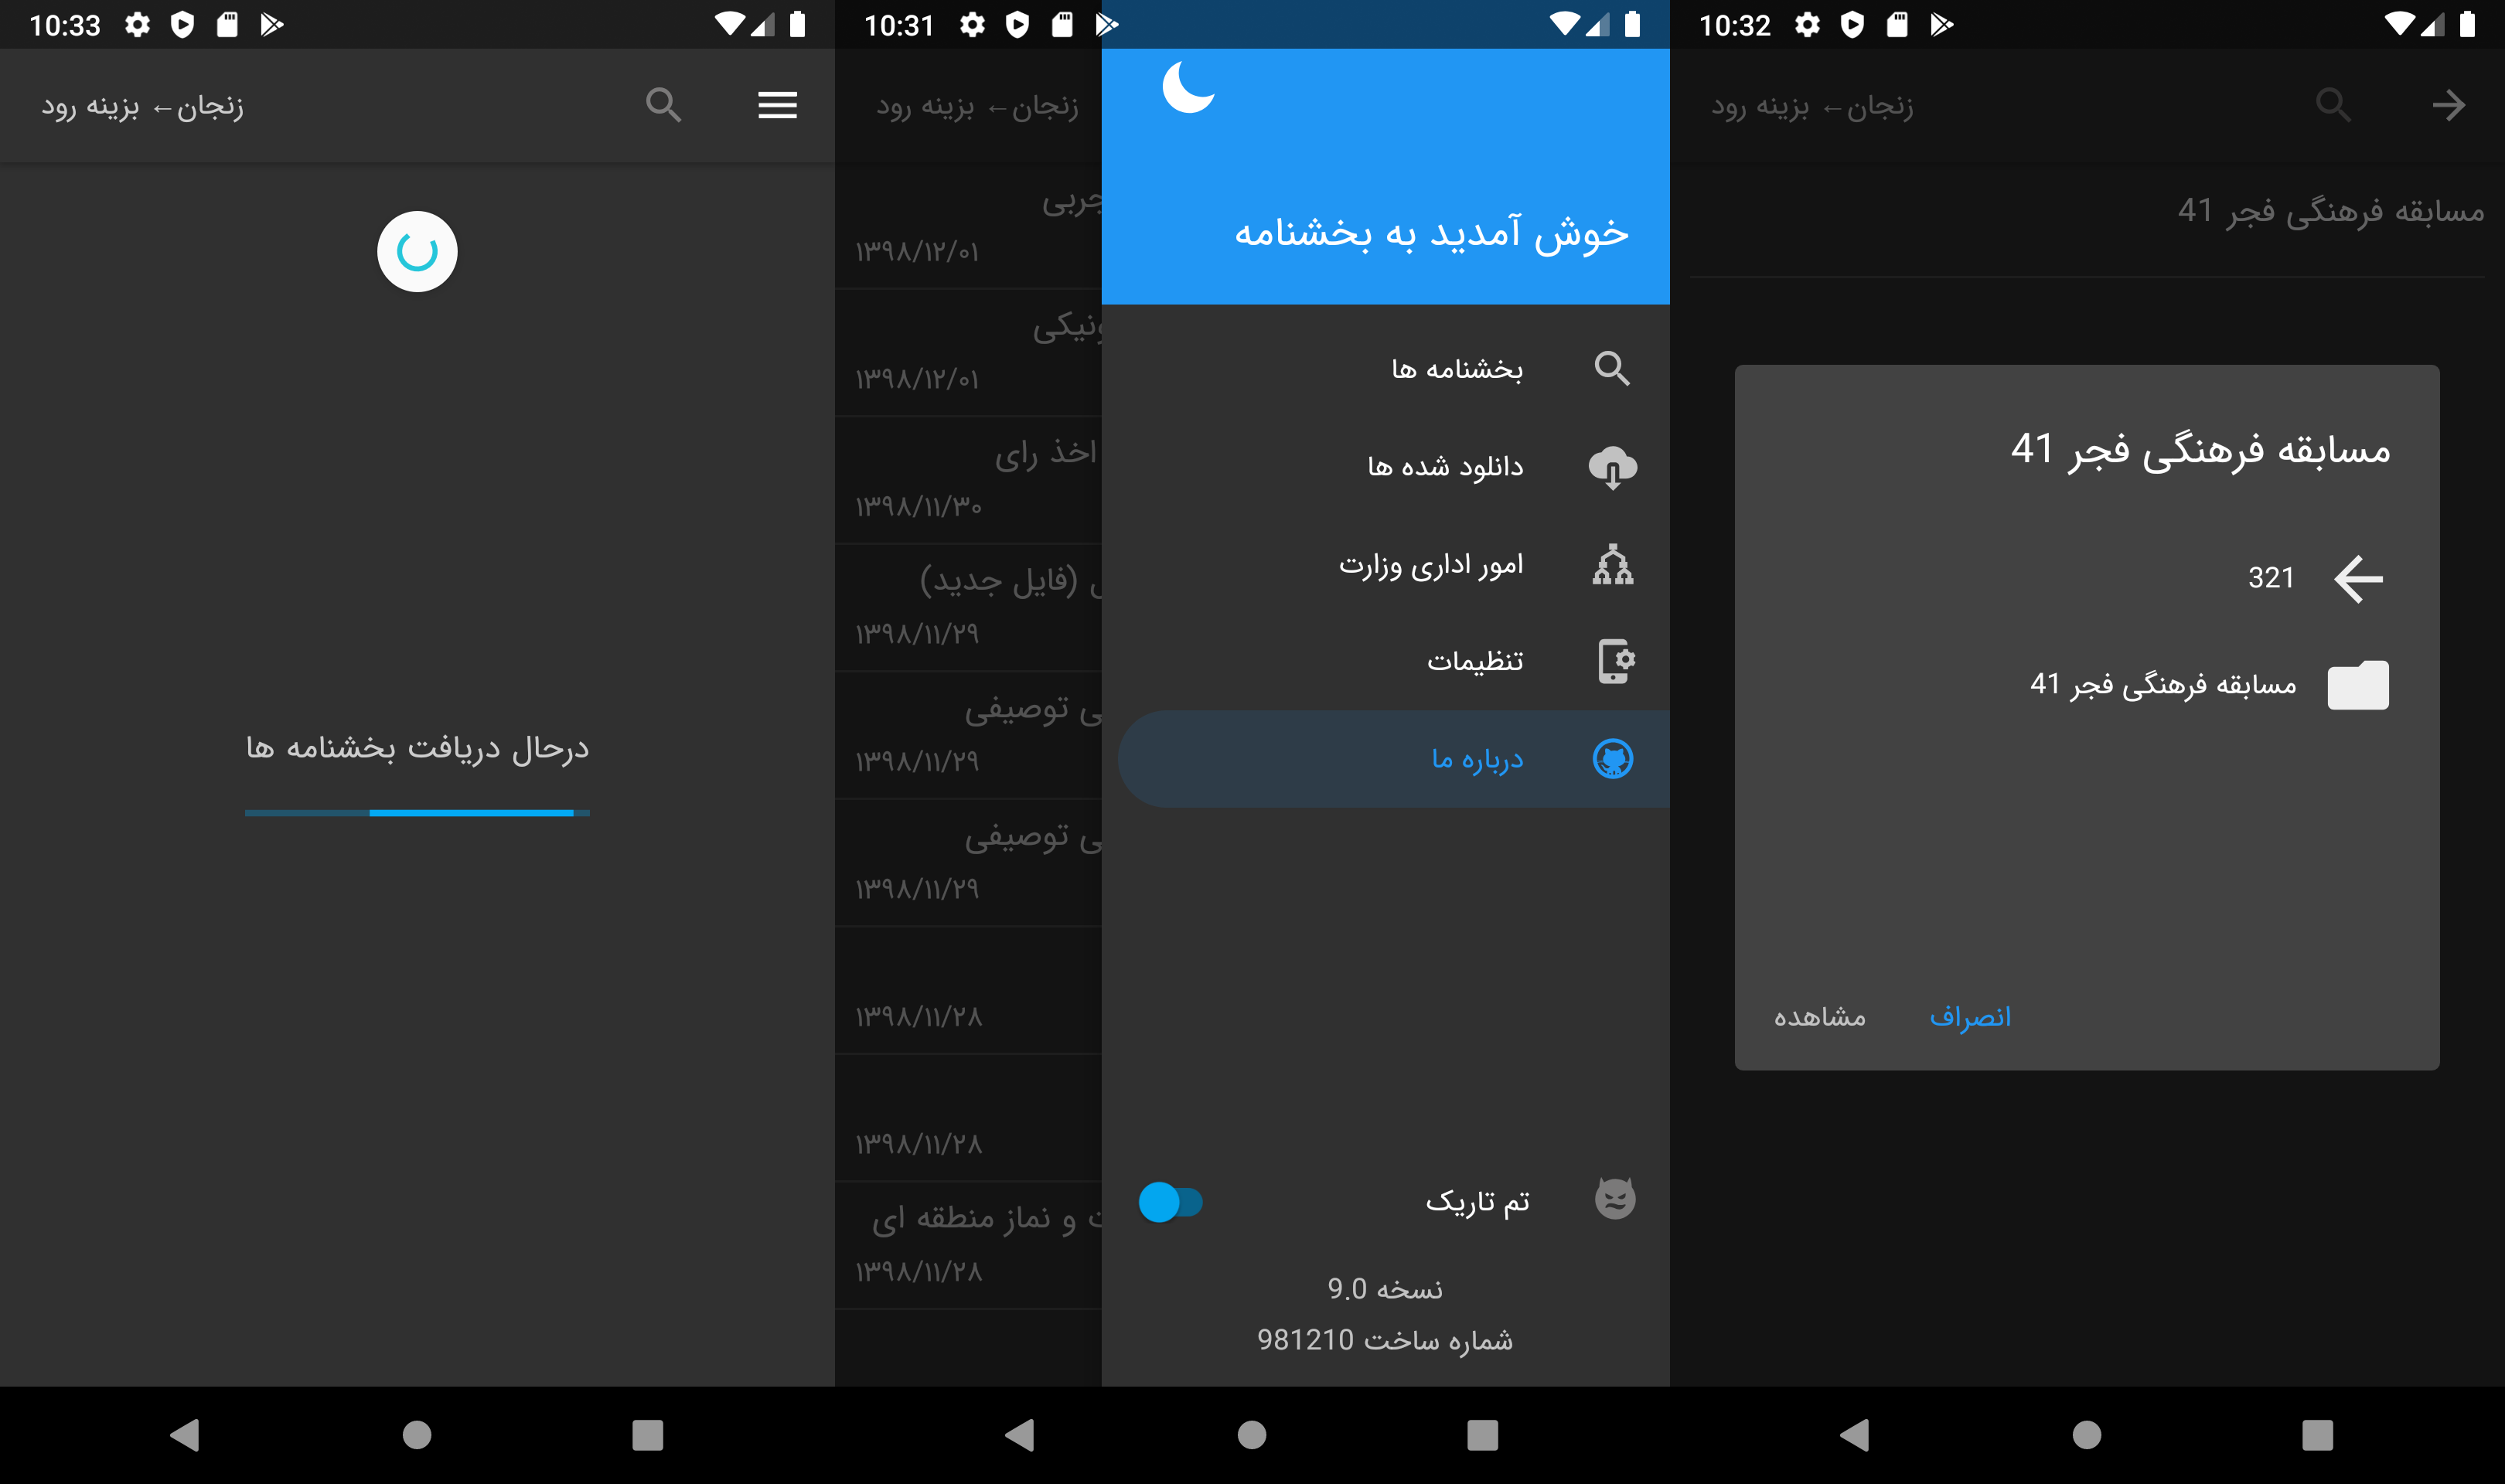 10:33
زنجان← بزینه رود
درحال دریافت بخشنامه ها
10:31
زنجان← بزینه رود
۱۳۹۸/۱۲/۰۱
۱۳۹۸/۱۲/۰۱
اخذ رای
۱۳۹۸/۱۱/۳۰
(فایل جدید)
۱۳۹۸/۱۱/۲۹
توصیفی
۱۳۹۸/۱۱/۲۹
توصیفی
۱۳۹۸/۱۱/۲۹
۱۳۹۸/۱۱/۲۸
۱۳۹۸/۱۱/۲۸
و نماز منطقه ای
۱۳۹۸/۱۱/۲۸
خوش آمدید به بخشنامه
بخشنامه ها
دانلود شده ها
امور اداری وزارت
تنظیمات
درباره ما
تم تاریک
نسخه 9.0
شماره ساخت 981210
10:32
زنجان← بزینه رود
مسابقه فرهنگی فجر 41
مسابقه فرهنگی فجر 41
321
مسابقه فرهنگی فجر 41
انصراف
مشاهده